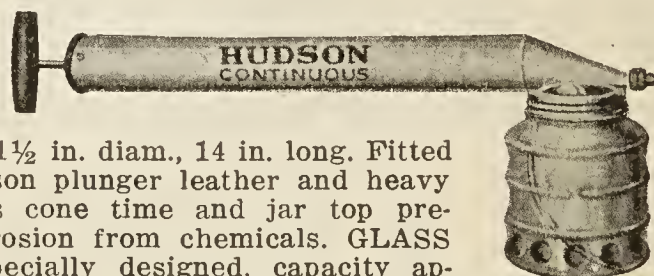 HUDSON
CONTINUOUS
1½ in. diam., 14 in. long. Fitted
son plunger leather and heavy
s cone time and jar top pre-
rosion from chemicals. GLASS
pecially designed, capacity ap-